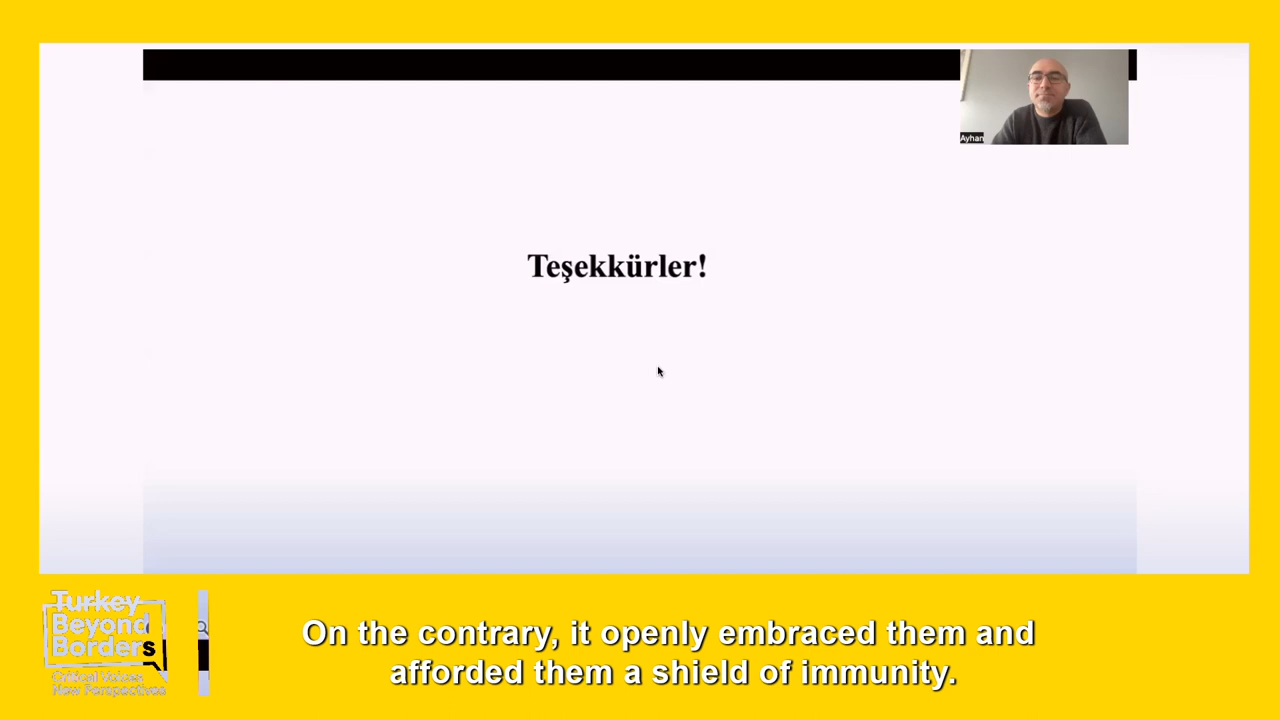 Ayhan
Teşekkürler!
Turkey
Beyond
Borders
Critical Voices
New Perspectives
On the contrary, it openly embraced them and
afforded them a shield of immunity.